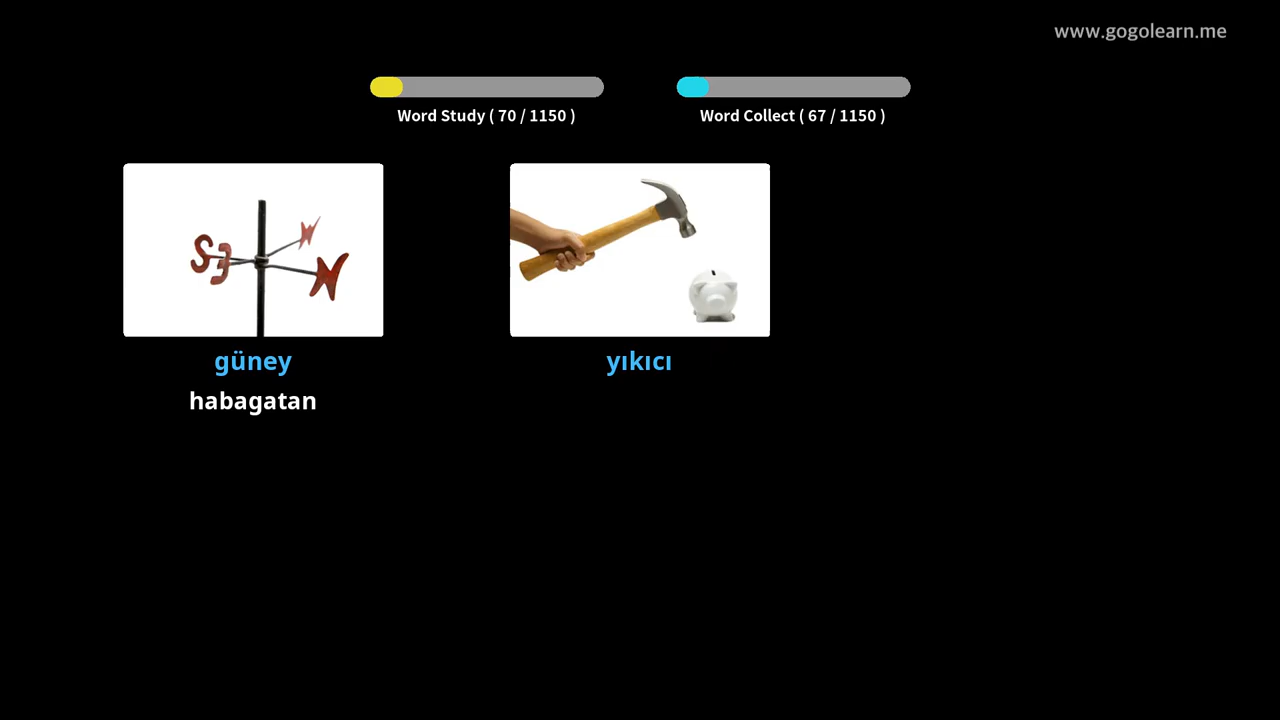 www.gogolearn.me
Word Study ( 70 / 1150 )
Word Collect ( 67 / 1150 )
S
E
W
N
güney
habagatan
yıkıcı